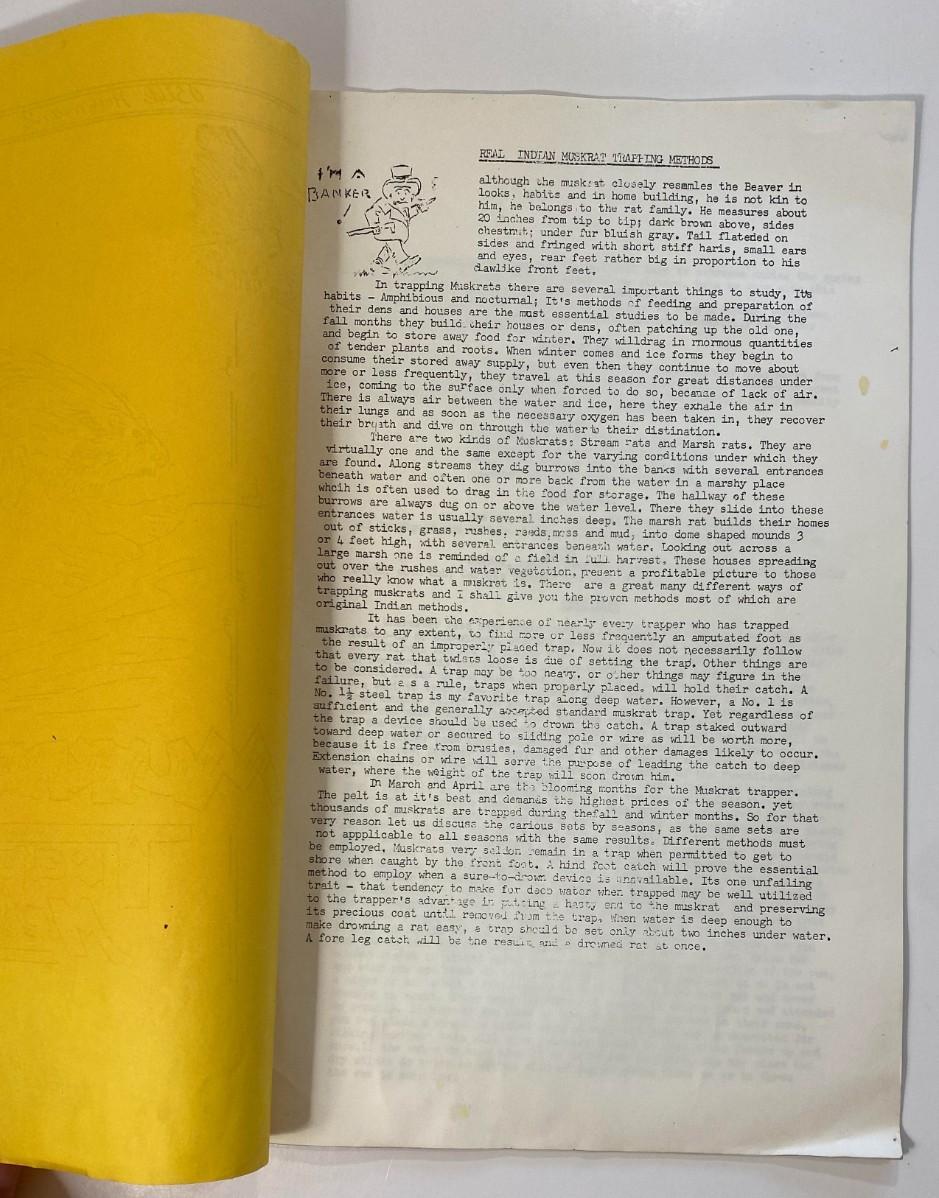 REAL INDIAN MUSKRAT TRAPPING METHODS
I'M A
BANKER
!
although the muskrat closely resamles the Beaver in
looks, habits and in home building, he is not kin to
him, he belongs to the rat family. He measures about
20 inches from tip to tip; dark brown above, sides
chestnut; under fur bluish gray. Tail flateded on
sides and fringed with short stiff haris, small ears
and eyes, rear feet rather big in proportion to his
clawlike front feet.
In trapping Muskrats there are several important things to study, Its
habits - Amphibious and nocturnal; It's methods of feeding and preparation of
their dens and houses are the most essential studies to be made. During the
fall months they build their houses or dens, often patching up the old one,
and begin to store away food for winter. They willdrag in rnormous quantities
of tender plants and roots. When winter comes and ice forms they begin to
consume their stored away supply, but even then they continue to move about
more or less frequently, they travel at this season for great distances under
ice, coming to the surface only when forced to do so, because of lack of air.
There is always air between the water and ice, here they exhale the air in
their lungs and as soon as the necessary oxygen has been taken in, they recover
their breath and dive on through the water to their distination.
There are two kinds of Muskrats: Stream rats and Marsh rats. They are
virtually one and the same except for the varying conditions under which they
are found. Along streams they dig burrows into the banks with several entrances
beneath water and often one or more back from the water in a marshy place
whcih is often used to drag in the food for storage. The hallway of these
burrows are always dug on or above the water level. There they slide into these
entrances water is usually several inches deep. The marsh rat builds their homes
out of sticks, grass, rushes, reeds,moss and mud, into dome shaped mounds 3
or 4 feet high, with several entrances beneath water. Looking out across a
large marsh one is reminded of a field in full harvest. These houses spreading
out over the rushes and water vegetation, present a profitable picture to those
who really know what a muskrat is. There are a great many different ways of
trapping muskrats and I shall give you the proven methods most of which are
original Indian methods.
It has been the experience of nearly every trapper who has trapped
muskrats to any extent, to find more or less frequently an amputated foot as
the result of an improperly placed trap. Now it does not necessarily follow
that every rat that twists loose is due of setting the trap. Other things are
to be considered. A trap may be too heavy, or other things may figure in the
failure, but a s a rule, traps when properly placed, will hold their catch. A
No. 1½ steel trap is my favorite trap along deep water. However, a No. 1 is
sufficient and the generally accepted standard muskrat trap. Yet regardless of
the trap a device should be used to drown the catch. A trap staked outward
toward deep water or secured to sliding pole or wire as will be worth more,
because it is free from brusies, damaged fur and other damages likely to occur.
Extension chains or wire will serve the purpose of leading the catch to deep
water, where the weight of the trap will soon drown him.
In March and April are the blooming months for the Muskrat trapper.
The pelt is at it's best and demands the highest prices of the season. yet
thousands of muskrats are trapped during thefall and winter months. So for that
very reason let us discuss the carious sets by seasons, as the same sets are
not appplicable to all seasons with the same results. Different methods must
be employed. Muskrats very seldon remain in a trap when permitted to get to
shore when caught by the front foot. A hind foot catch will prove the essential
method to employ when a sure-to-drown device is unavailable. Its one unfailing
trait - that tendency to make for deep water when trapped may be well utilized
to the trapper's advantage in putting a hasty end to the muskrat and preserving
its precious coat until removed from the trap. When water is deep enough to
make drowning a rat easy, a trap should be set only about two inches under water.
A fore leg catch will be the result and a drowned rat at once.